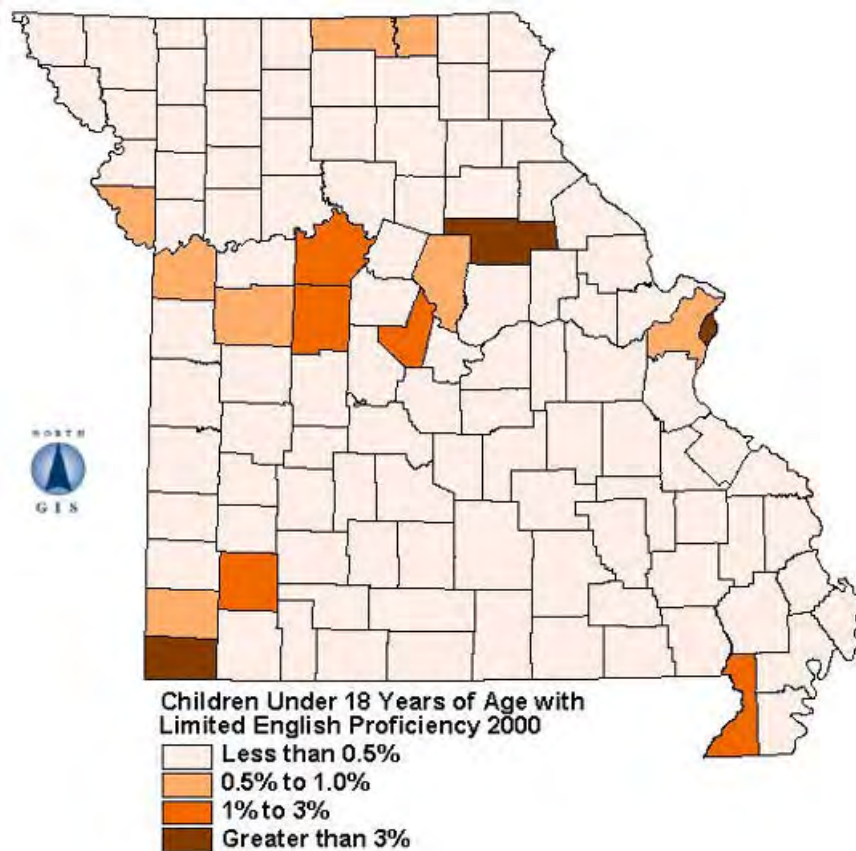 NORTH
GIS
Children Under 18 Years of Age with
Limited English Proficiency 2000
Less than 0.5%
0.5% to 1.0%
1% to 3%
Greater than 3%